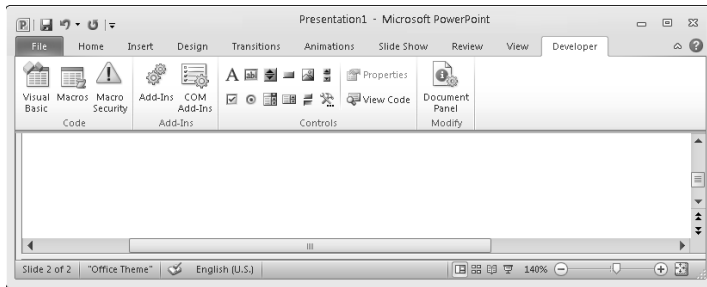 Presentation1 - Microsoft PowerPoint
File Home Insert Design Transitions Animations Slide Show Review View Developer
Visual Basic Macros Macro Security Add-Ins COM Add-Ins A Properties View Code Document Panel
Code Add-Ins Controls Modify
Slide 2 of 2 "Office Theme" English (U.S.) 140%